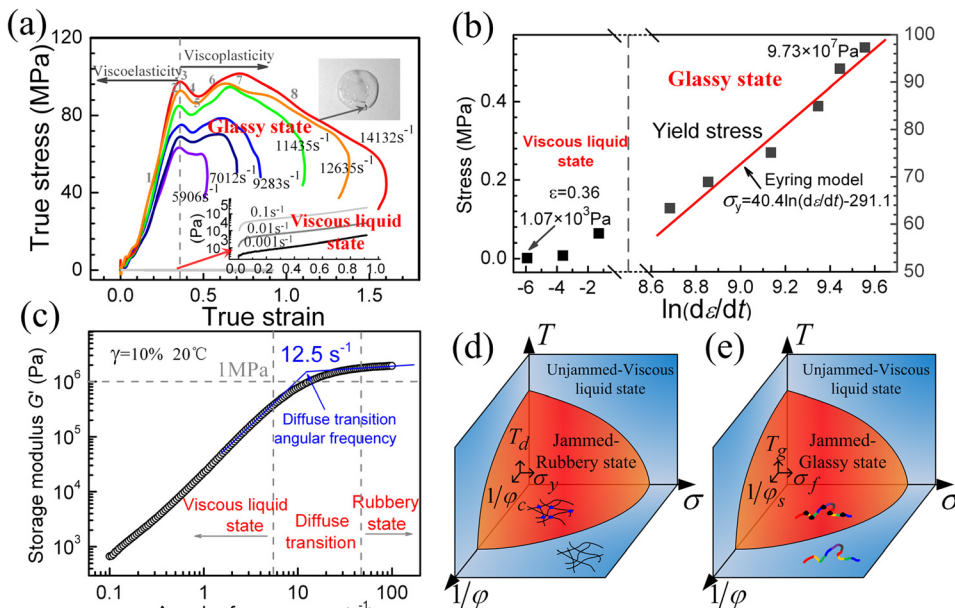 (a)
True stress (MPa)
120
80
40
0
Viscoelasticity
Viscoplasticity
1
3
4
5
6
7
8
Glassy state
5906s⁻¹
7012s⁻¹
9283s⁻¹
11435s⁻¹
12635s⁻¹
14132s⁻¹
(Pa)
10⁵
10⁴
10³
0.1s⁻¹
0.01s⁻¹
0.001s⁻¹
Viscous liquid
state
0.0 0.2 0.4 0.6 0.8 1.0
0.0 0.5 1.0 1.5
True strain
(b)
Stress (MPa)
0.4
0.2
0.0
Viscous liquid
state
ε=0.36
1.07×10³Pa
Glassy state
9.73×10⁷Pa
Yield stress
Eyring model
σy=40.4ln(dε/dt)-291.1
100
90
80
70
60
50
-6 -4 -2 8.6 9.0 9.3 9.6
ln(dε/dt)
(c)
Storage modulus G' (Pa)
10⁶
10⁵
10⁴
10³
γ=10% 20℃
1MPa
12.5 s⁻¹
Diffuse transition
angular frequency
Viscous liquid
state
Diffuse
transition
Rubbery
state
0.1 1 10 100
(d)
T
Unjammed-Viscous
liquid state
Jammed-
Rubbery state
Td
σy
1/φc
σ
1/φ
(e)
T
Unjammed-Viscous
liquid state
Jammed-
Glassy state
Tg
σf
1/φs
σ
1/φ